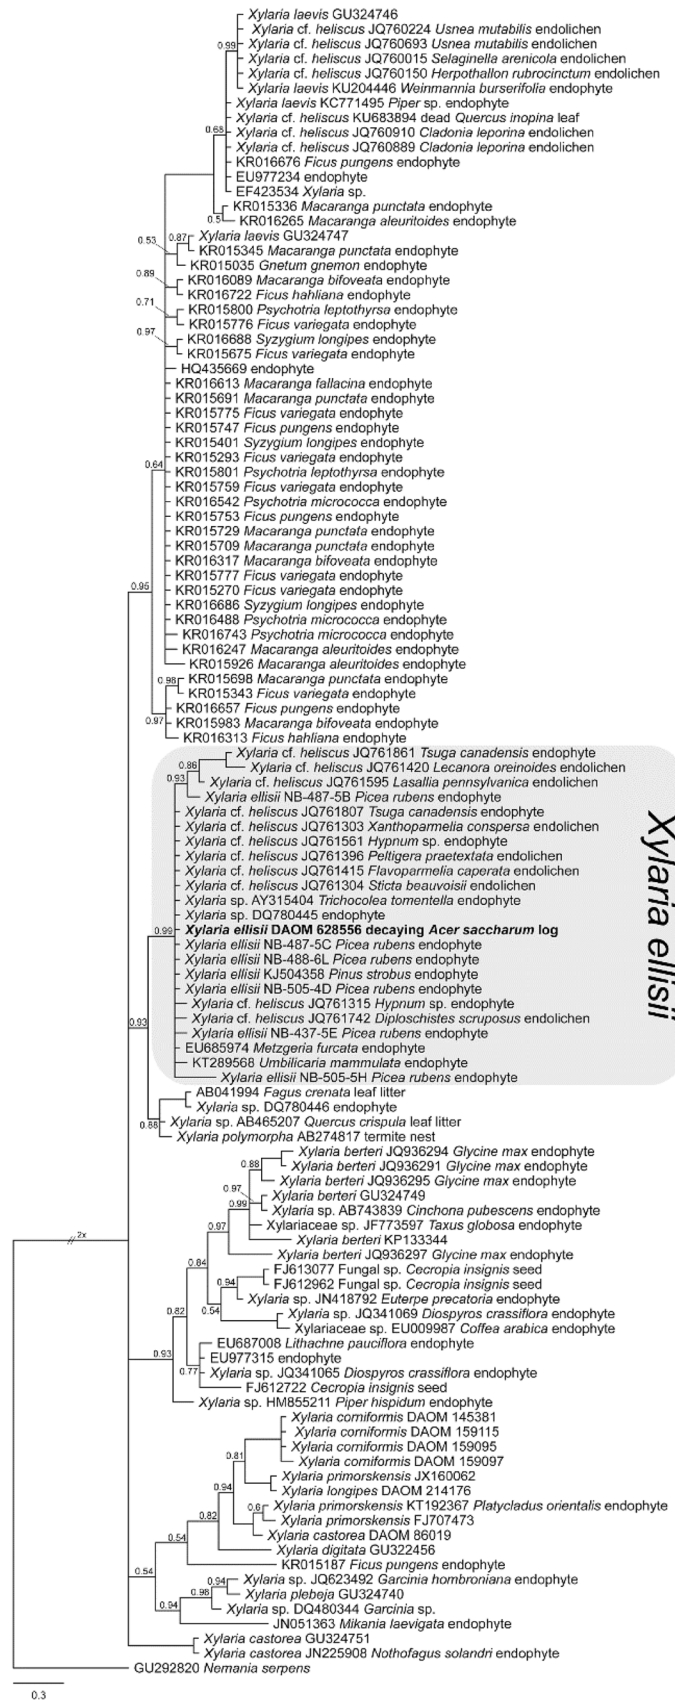 Xylaria laevis GU324746
Xylaria cf. heliscus JQ760224 Usnea mutabilis endolichen
0.99
Xylaria cf. heliscus JQ760693 Usnea mutabilis endolichen
Xylaria cf. heliscus JQ760015 Selaginella arenicola endolichen
Xylaria cf. heliscus JQ760150 Herpothallon rubrocinctum endolichen
Xylaria laevis KU204446 Weinmannia burserifolia endophyte
Xylaria laevis KC771495 Piper sp. endophyte
Xylaria cf. heliscus KU683894 dead Quercus inopina leaf
0.68
Xylaria cf. heliscus JQ760910 Cladonia leporina endolichen
Xylaria cf. heliscus JQ760889 Cladonia leporina endolichen
KR016676 Ficus pungens endophyte
EU977234 endophyte
EF423534 Xylaria sp.
KR015336 Macaranga punctata endophyte
0.5
KR016265 Macaranga aleuritoides endophyte
0.53
0.87
Xylaria laevis GU324747
KR015345 Macaranga punctata endophyte
KR015035 Gnetum gnemon endophyte
0.89
KR016089 Macaranga bifoveata endophyte
KR016722 Ficus hahliana endophyte
0.71
KR015800 Psychotria leptothyrsa endophyte
KR015776 Ficus variegata endophyte
0.97
KR016688 Syzygium longipes endophyte
KR015675 Ficus variegata endophyte
HQ435669 endophyte
KR016613 Macaranga fallacina endophyte
KR015691 Macaranga punctata endophyte
KR015775 Ficus variegata endophyte
KR015747 Ficus pungens endophyte
KR015401 Syzygium longipes endophyte
KR015293 Ficus variegata endophyte
0.64
KR015801 Psychotria leptothyrsa endophyte
KR015759 Ficus variegata endophyte
KR016542 Psychotria micrococca endophyte
KR015753 Ficus pungens endophyte
KR015729 Macaranga punctata endophyte
KR015709 Macaranga punctata endophyte
KR016317 Macaranga bifoveata endophyte
KR015777 Ficus variegata endophyte
0.95
KR015270 Ficus variegata endophyte
KR016686 Syzygium longipes endophyte
KR016488 Psychotria micrococca endophyte
KR016743 Psychotria micrococca endophyte
KR016247 Macaranga aleuritoides endophyte
KR015926 Macaranga aleuritoides endophyte
0.98
KR015698 Macaranga punctata endophyte
KR015343 Ficus variegata endophyte
KR016657 Ficus pungens endophyte
0.97
KR015983 Macaranga bifoveata endophyte
KR016313 Ficus hahliana endophyte
Xylaria cf. heliscus JQ761861 Tsuga canadensis endophyte
0.86
Xylaria cf. heliscus JQ761420 Lecanora oreinoides endolichen
0.93
Xylaria cf. heliscus JQ761595 Lasallia pennsylvanica endolichen
Xylaria ellisii NB-487-5B Picea rubens endophyte
Xylaria cf. heliscus JQ761807 Tsuga canadensis endophyte
Xylaria cf. heliscus JQ761303 Xanthoparmelia conspersa endolichen
Xylaria cf. heliscus JQ761561 Hypnum sp. endophyte
Xylaria cf. heliscus JQ761396 Peltigera praetextata endolichen
Xylaria cf. heliscus JQ761415 Flavoparmelia caperata endolichen
Xylaria cf. heliscus JQ761304 Sticta beauvoisii endolichen
Xylaria sp. AY315404 Trichocolea tomentella endophyte
Xylaria sp. DQ780445 endophyte
0.99
Xylaria ellisii DAOM 628556 decaying Acer saccharum log
Xylaria ellisii NB-487-5C Picea rubens endophyte
Xylaria ellisii NB-488-6L Picea rubens endophyte
Xylaria ellisii KJ504358 Pinus strobus endophyte
Xylaria ellisii NB-505-4D Picea rubens endophyte
Xylaria cf. heliscus JQ761315 Hypnum sp. endophyte
0.93
Xylaria cf. heliscus JQ761742 Diploschistes scruposus endolichen
Xylaria ellisii NB-437-5E Picea rubens endophyte
EU685974 Metzgeria furcata endophyte
KT289568 Umbilicaria mammulata endophyte
Xylaria ellisii NB-505-5H Picea rubens endophyte
Xylaria ellisii
AB041994 Fagus crenata leaf litter
Xylaria sp. DQ780446 endophyte
0.88
Xylaria sp. AB465207 Quercus crispula leaf litter
Xylaria polymorpha AB274817 termite nest
Xylaria berteri JQ936294 Glycine max endophyte
0.88
Xylaria berteri JQ936291 Glycine max endophyte
Xylaria berteri JQ936295 Glycine max endophyte
0.97
Xylaria berteri GU324749
0.99
Xylaria sp. AB743839 Cinchona pubescens endophyte
Xylariaceae sp. JF773597 Taxus globosa endophyte
0.97
Xylaria berteri KP133344
2x
Xylaria berteri JQ936297 Glycine max endophyte
0.84
FJ613077 Fungal sp. Cecropia insignis seed
0.94
FJ612962 Fungal sp. Cecropia insignis seed
Xylaria sp. JN418792 Euterpe precatoria endophyte
0.54
0.82
Xylaria sp. JQ341069 Diospyros crassiflora endophyte
Xylariaceae sp. EU009987 Coffea arabica endophyte
EU687008 Lithachne pauciflora endophyte
0.93
EU977315 endophyte
0.77
Xylaria sp. JQ341065 Diospyros crassiflora endophyte
FJ612722 Cecropia insignis seed
Xylaria sp. HM855211 Piper hispidum endophyte
Xylaria corniformis DAOM 145381
Xylaria corniformis DAOM 159115
0.81
Xylaria corniformis DAOM 159095
Xylaria corniformis DAOM 159097
Xylaria primorskensis JX160062
0.94
Xylaria longipes DAOM 214176
0.6
Xylaria primorskensis KT192367 Platycladus orientalis endophyte
0.82
Xylaria primorskensis FJ707473
Xylaria castorea DAOM 86019
0.54
Xylaria digitata GU322456
KR015187 Ficus pungens endophyte
0.54
0.94
Xylaria sp. JQ623492 Garcinia hombroniana endophyte
0.98
Xylaria plebeja GU324740
0.94
Xylaria sp. DQ480344 Garcinia sp.
JN051363 Mikania laevigata endophyte
Xylaria castorea GU324751
Xylaria castorea JN225908 Nothofagus solandri endophyte
GU292820 Nemania serpens
0.3